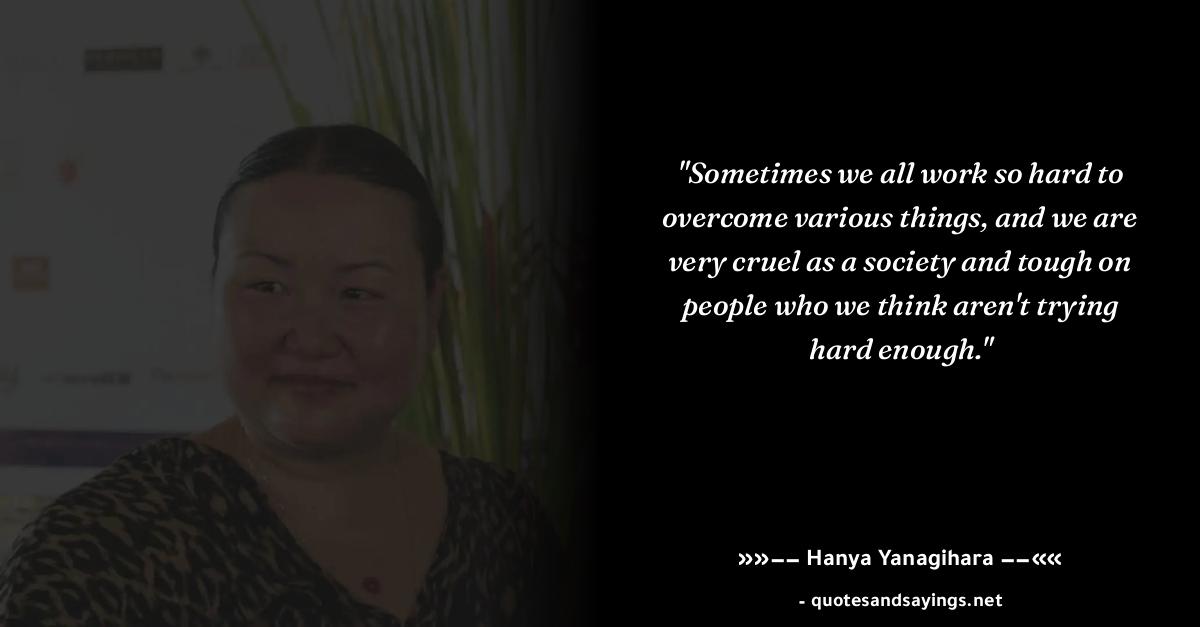 "Sometimes we all work so hard to
overcome various things, and we are
very cruel as a society and tough on
people who we think aren't trying
hard enough."
»»–– Hanya Yanagihara ––««
- quotesandsayings.net